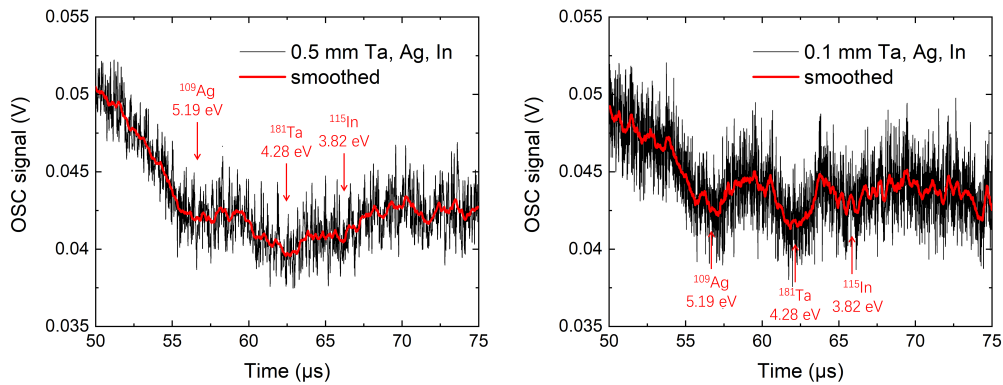 0.055
0.05
0.045
0.04
0.035
OSC signal (V)
0.5 mm Ta, Ag, In
smoothed
¹⁰⁹Ag
5.19 eV
¹⁸¹Ta
4.28 eV
¹¹⁵In
3.82 eV
50 55 60 65 70 75
Time (μs)
0.055
0.05
0.045
0.04
0.035
OSC signal (V)
0.1 mm Ta, Ag, In
smoothed
¹⁰⁹Ag
5.19 eV
¹⁸¹Ta
4.28 eV
¹¹⁵In
3.82 eV
50 55 60 65 70 75
Time (μs)